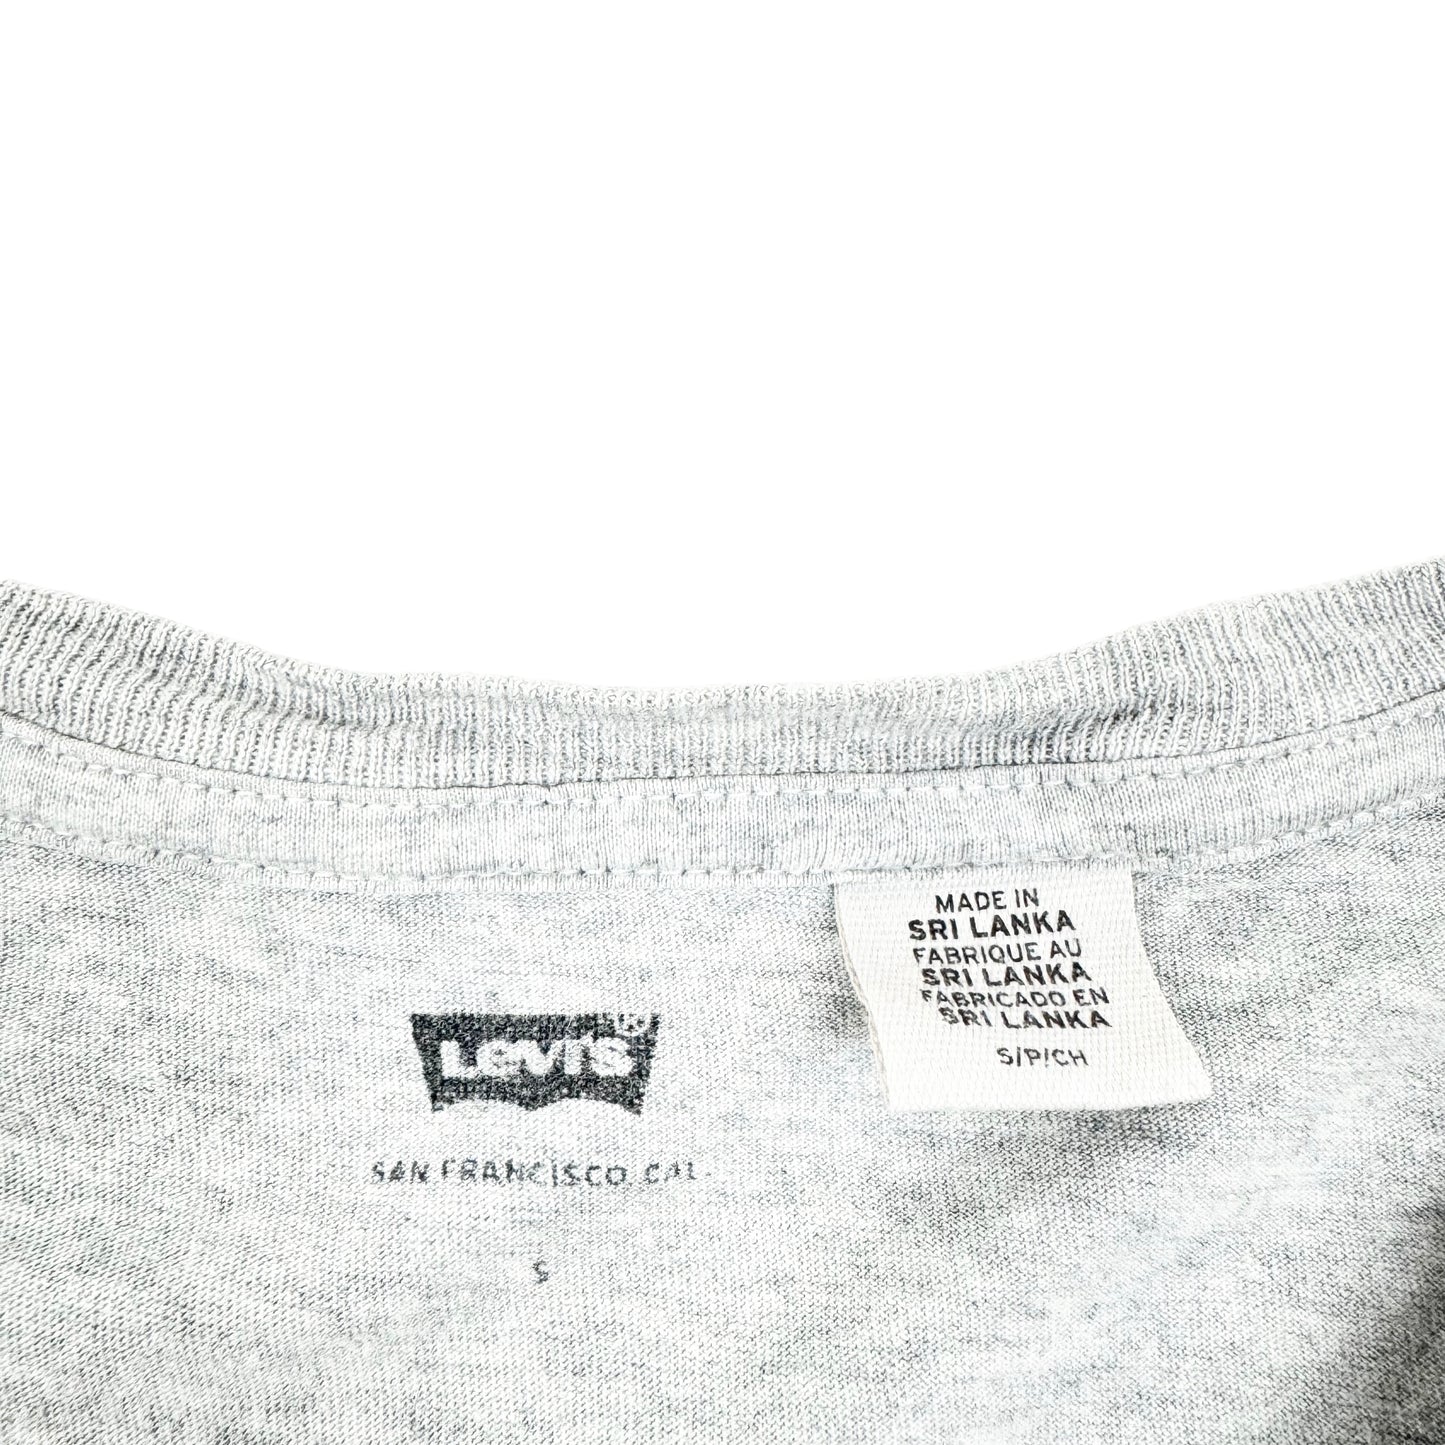 MADE IN
SRI LANKA
FABRIQUE AU
SRI LANKA
FABRICADO EN
SRI LANKA
S/P/CH
Levi's®
SAN FRANCISCO, CAL.
S